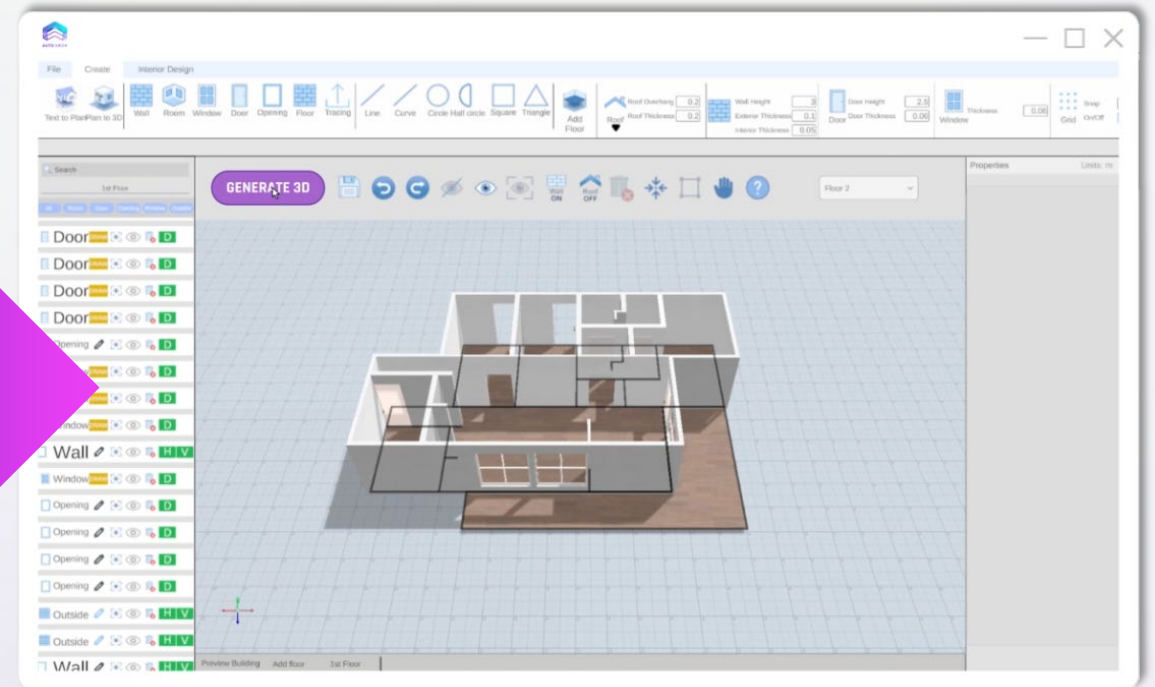 AUTO ARCH
File Create Interior Design
Text to Plan Plan to 3D Wall Room Window Door Opening Floor Tracing Line Curve Circle Half circle Square Triangle Add Floor Roof
Roof Overhang 0.2
Roof Thickness 0.2
Wall Height 3
Exterior Thickness 0.1
Interior Thickness 0.05
Door
Door Height 2.5
Door Thickness 0.06
Window
Thickness 0.06
Grid
Snap
On/Off
Search
1st Floor
GENERATE 3D
Wall ON
Roof OFF
?
Floor 2
Properties Units: m
Door D
Door D
Door D
Door D
Opening D
D
D
Window D
Wall H V
Window D
Opening D
Opening D
Opening D
Opening D
Outside H V
Outside H V
Wall H V
Preview Building Add floor 1st Floor